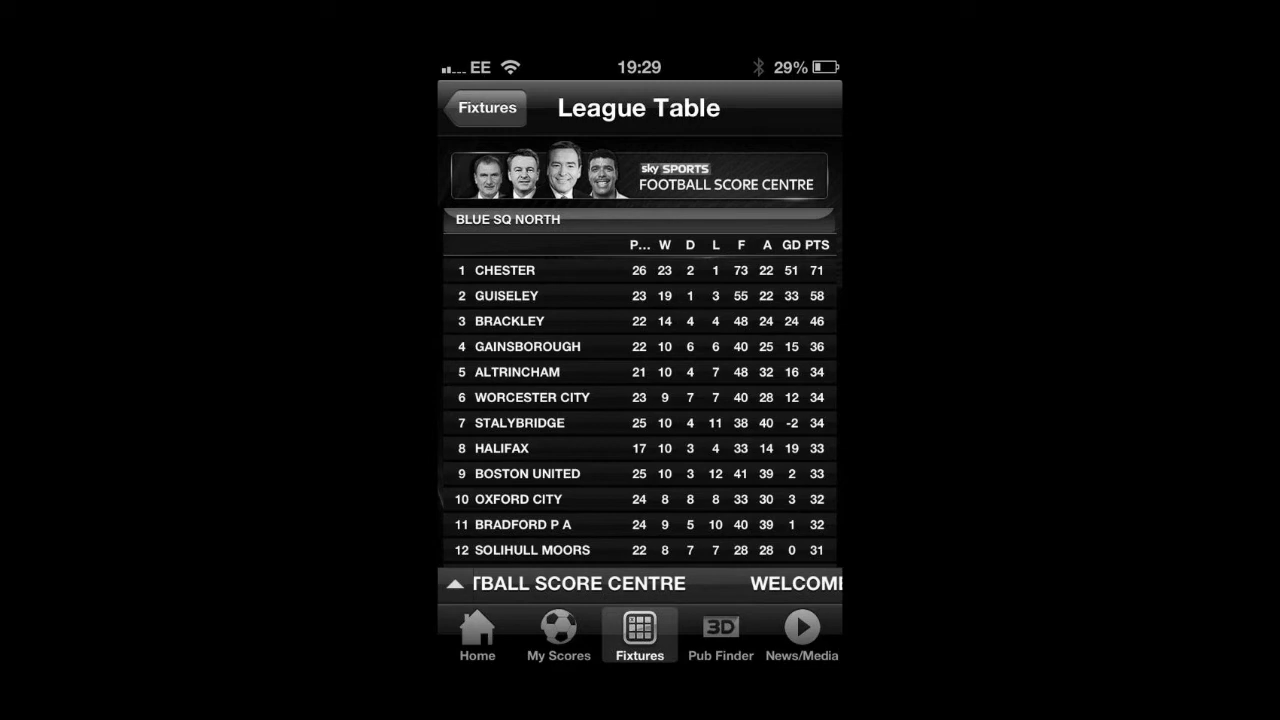 EE 19:29 29%
Fixtures League Table
sky SPORTS
FOOTBALL SCORE CENTRE
BLUE SQ NORTH
P... W D L F A GD PTS
1 CHESTER 26 23 2 1 73 22 51 71
2 GUISELEY 23 19 1 3 55 22 33 58
3 BRACKLEY 22 14 4 4 48 24 24 46
4 GAINSBOROUGH 22 10 6 6 40 25 15 36
5 ALTRINCHAM 21 10 4 7 48 32 16 34
6 WORCESTER CITY 23 9 7 7 40 28 12 34
7 STALYBRIDGE 25 10 4 11 38 40 -2 34
8 HALIFAX 17 10 3 4 33 14 19 33
9 BOSTON UNITED 25 10 3 12 41 39 2 33
10 OXFORD CITY 24 8 8 8 33 30 3 32
11 BRADFORD P A 24 9 5 10 40 39 1 32
12 SOLIHULL MOORS 22 8 7 7 28 28 0 31
TBALL SCORE CENTRE WELCOME
Home My Scores Fixtures 3D Pub Finder News/Media